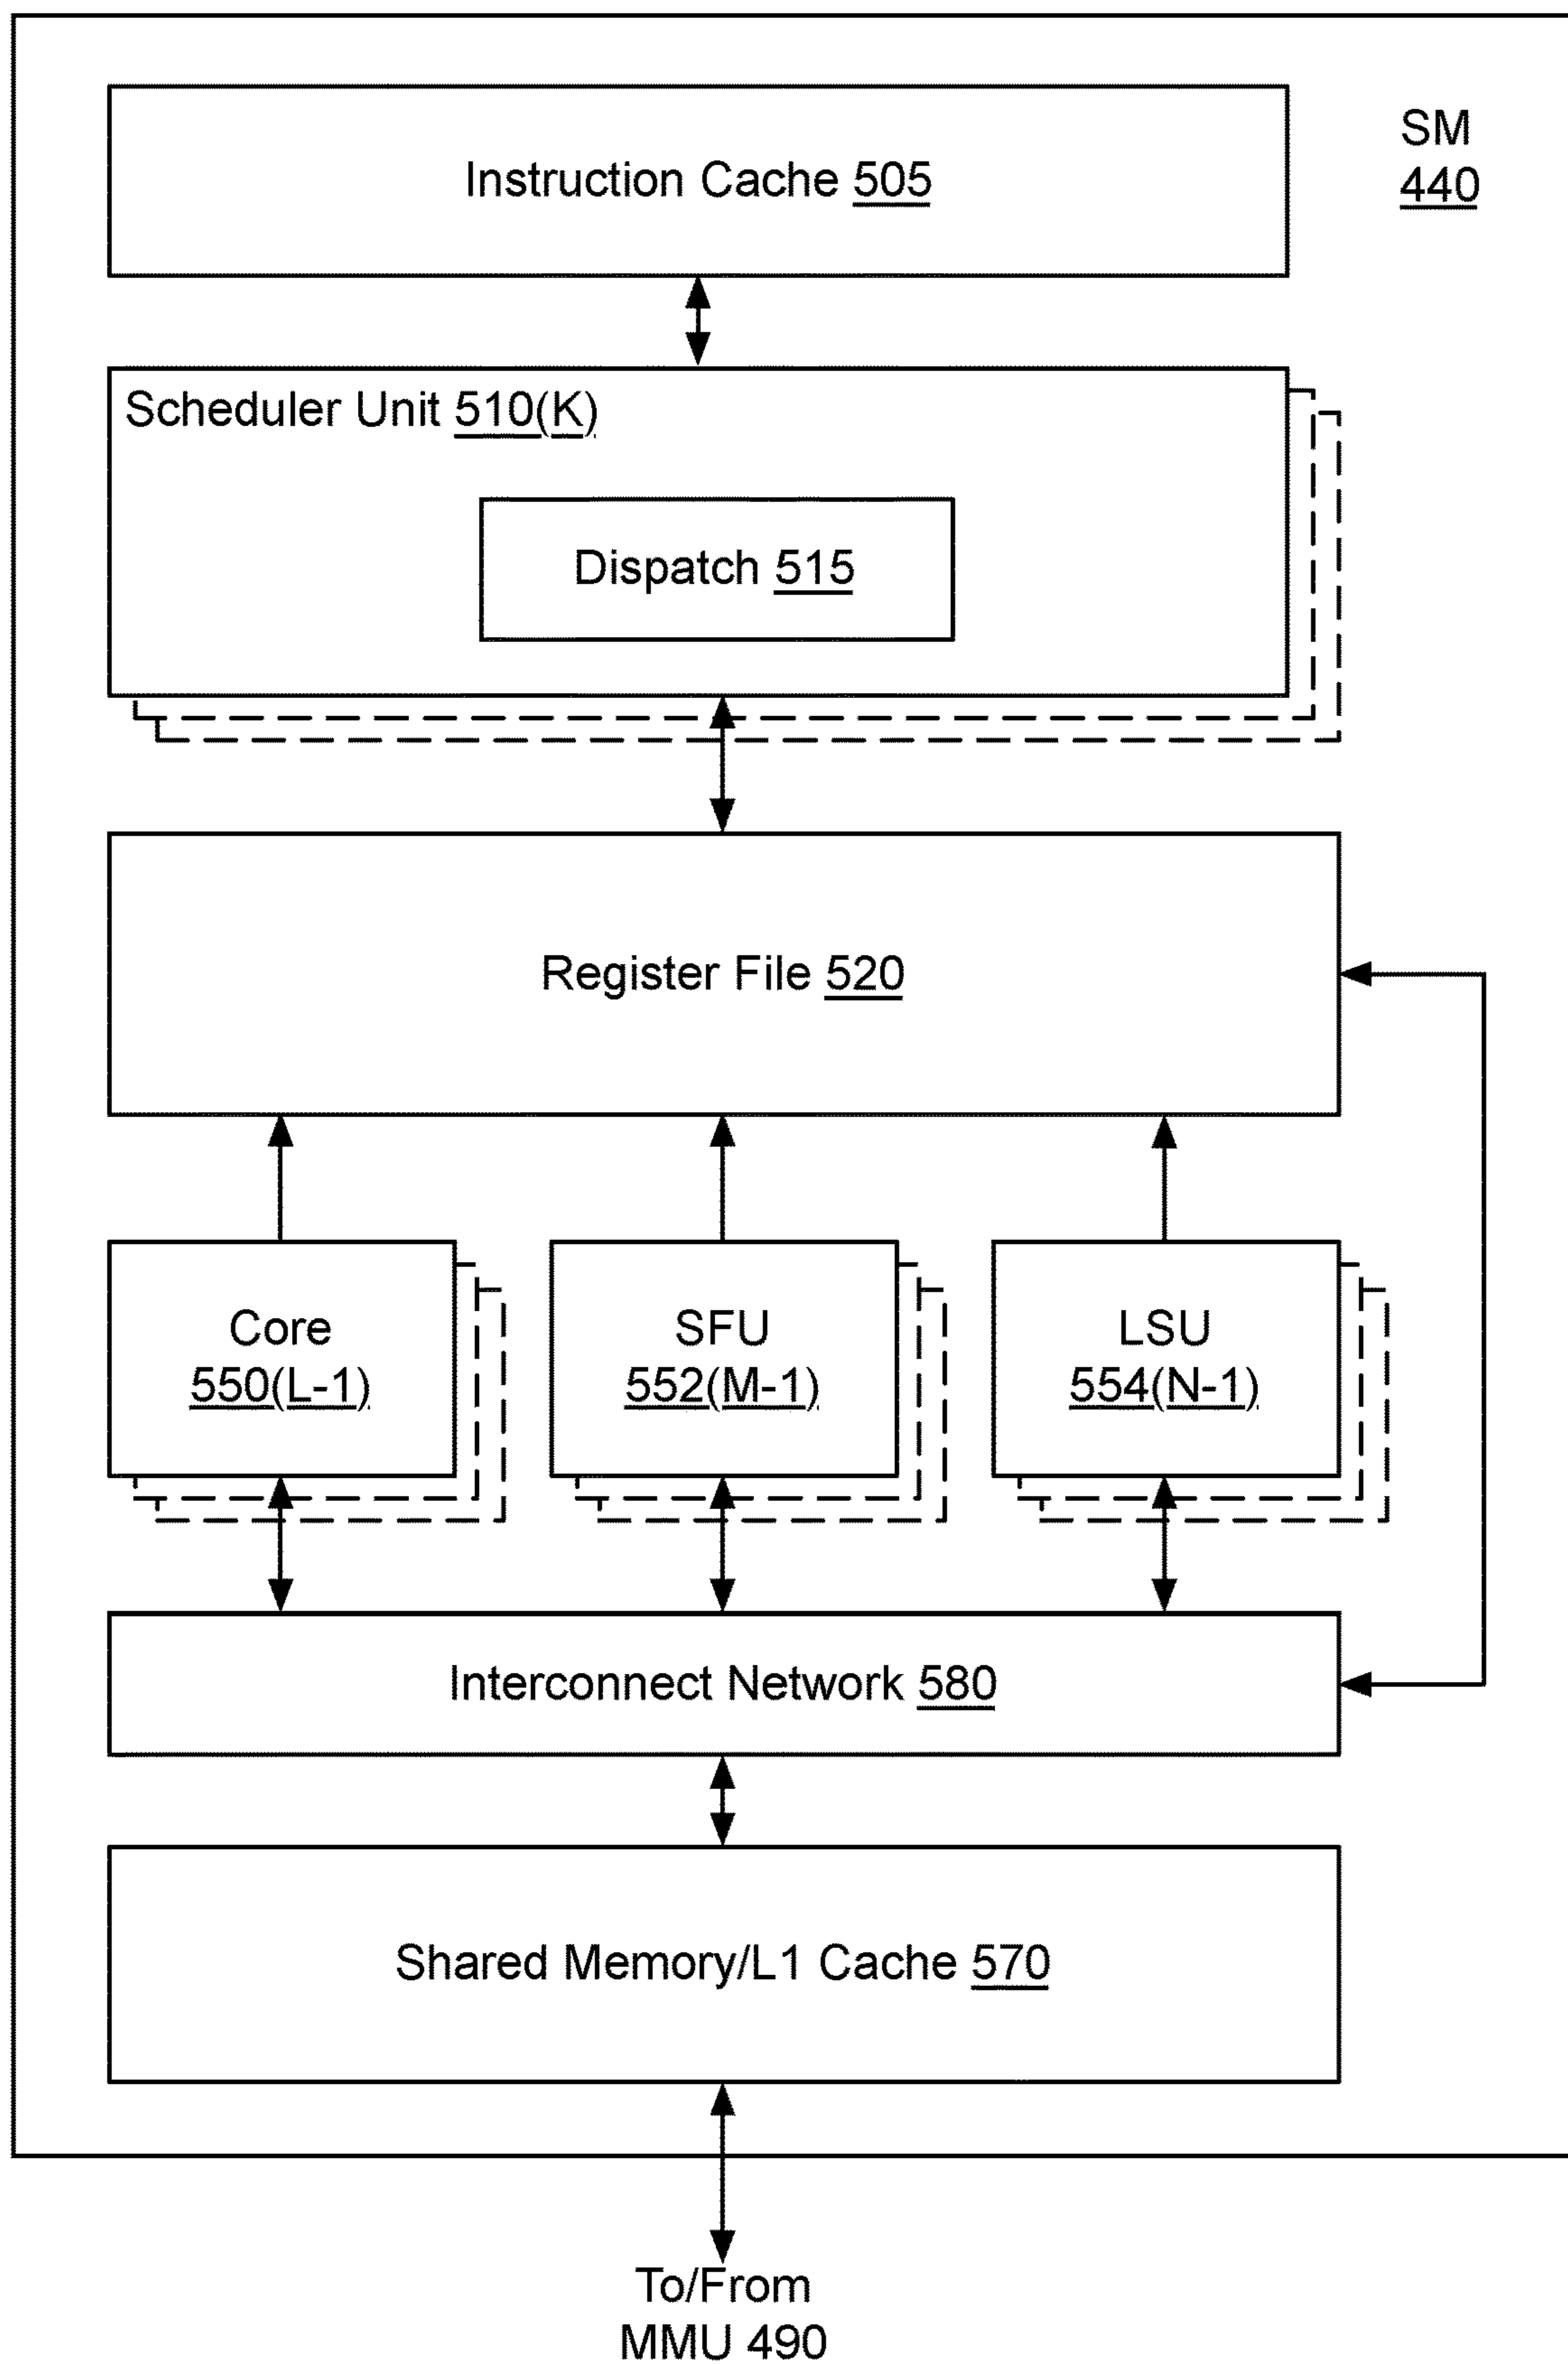 Instruction Cache 505
SM
440
Scheduler Unit 510(K)
Dispatch 515
Register File 520
Core
550(L-1)
SFU
552(M-1)
LSU
554(N-1)
Interconnect Network 580
Shared Memory/L1 Cache 570
To/From
MMU 490